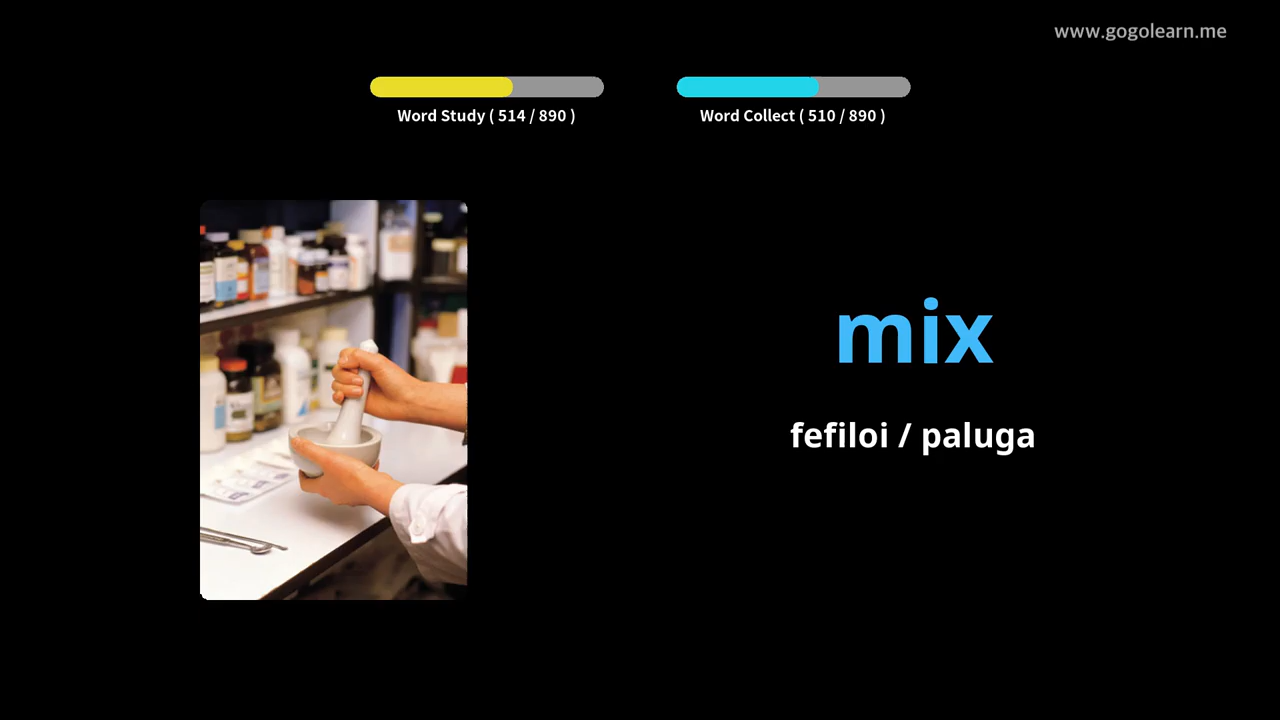 www.gogolearn.me
Word Study ( 514 / 890 )
Word Collect ( 510 / 890 )
mix
fefiloi / paluga